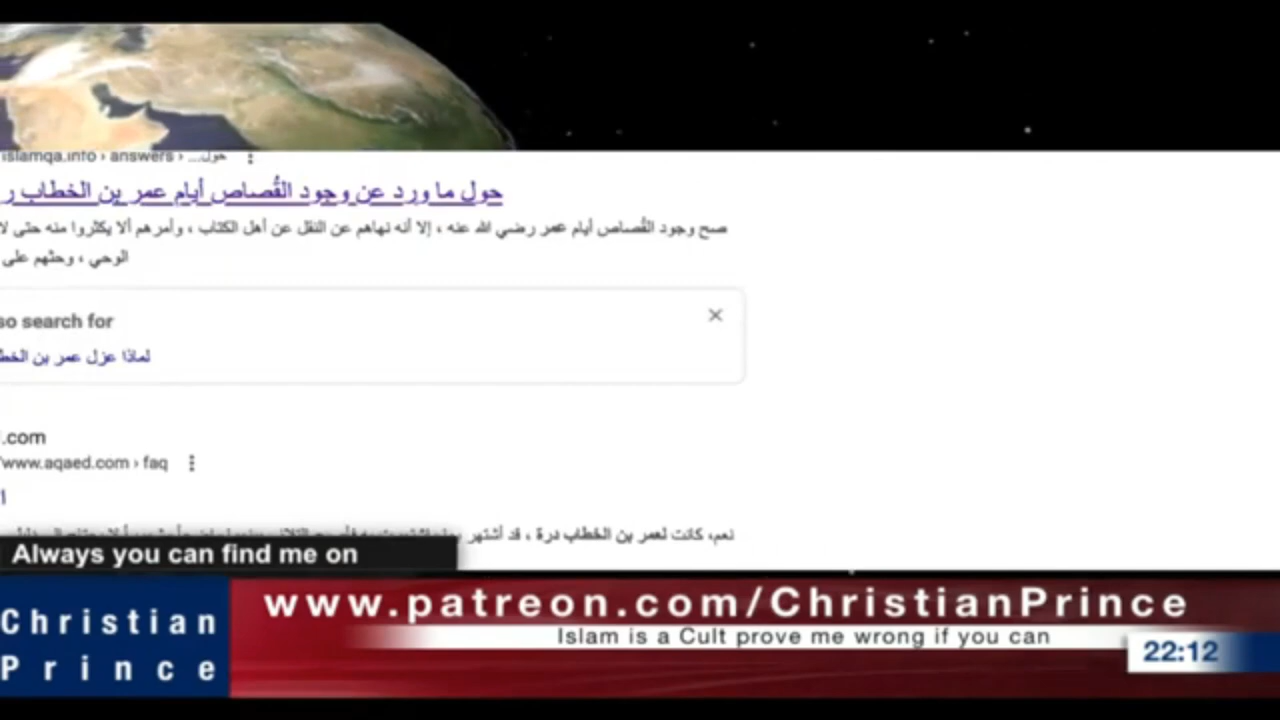 islamqa.info › answers › ...حول
حول ما ورد عن وجود القُصاص أيام عمر بن الخطاب ر
صح وجود القُصاص أيام عمر رضي الله عنه ، إلا أنه نهاهم عن النقل عن أهل الكتاب ، وأمرهم ألا يكثروا منه حتى لا
الوحي ، وحثهم على
so search for
لماذا عزل عمر بن الخط
.com
www.aqaed.com › faq
نعم، كانت لعمر بن الخطاب درة ، قد أشتهر
Always you can find me on
Christian
Prince
www.patreon.com/ChristianPrince
Islam is a Cult prove me wrong if you can
22:12